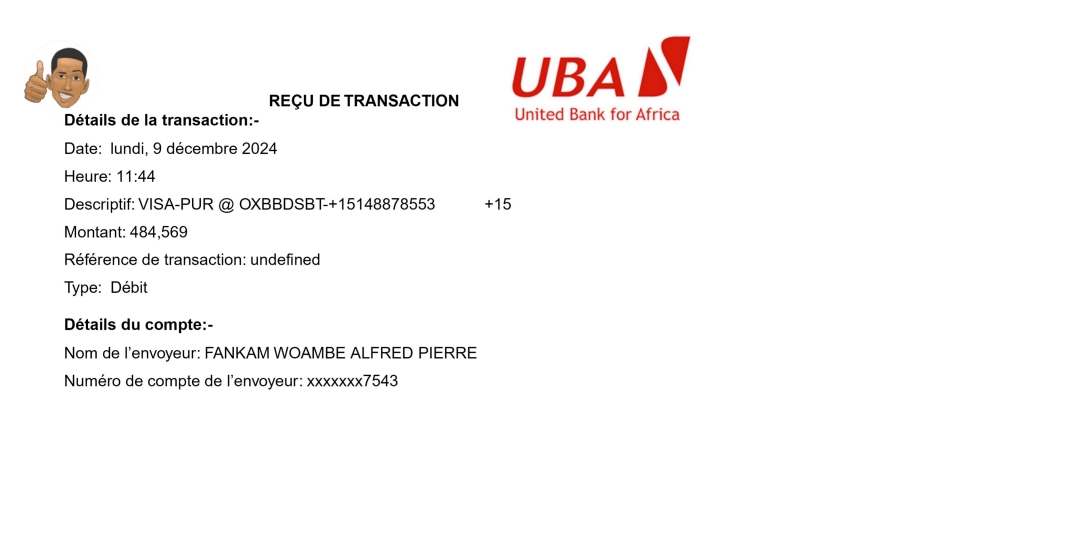 UBA
United Bank for Africa
REÇU DE TRANSACTION
Détails de la transaction:-
Date: lundi, 9 décembre 2024
Heure: 11:44
Descriptif: VISA-PUR @ OXBBDSBT-+15148878553 +15
Montant: 484,569
Référence de transaction: undefined
Type: Débit
Détails du compte:-
Nom de l’envoyeur: FANKAM WOAMBE ALFRED PIERRE
Numéro de compte de l’envoyeur: xxxxxxx7543